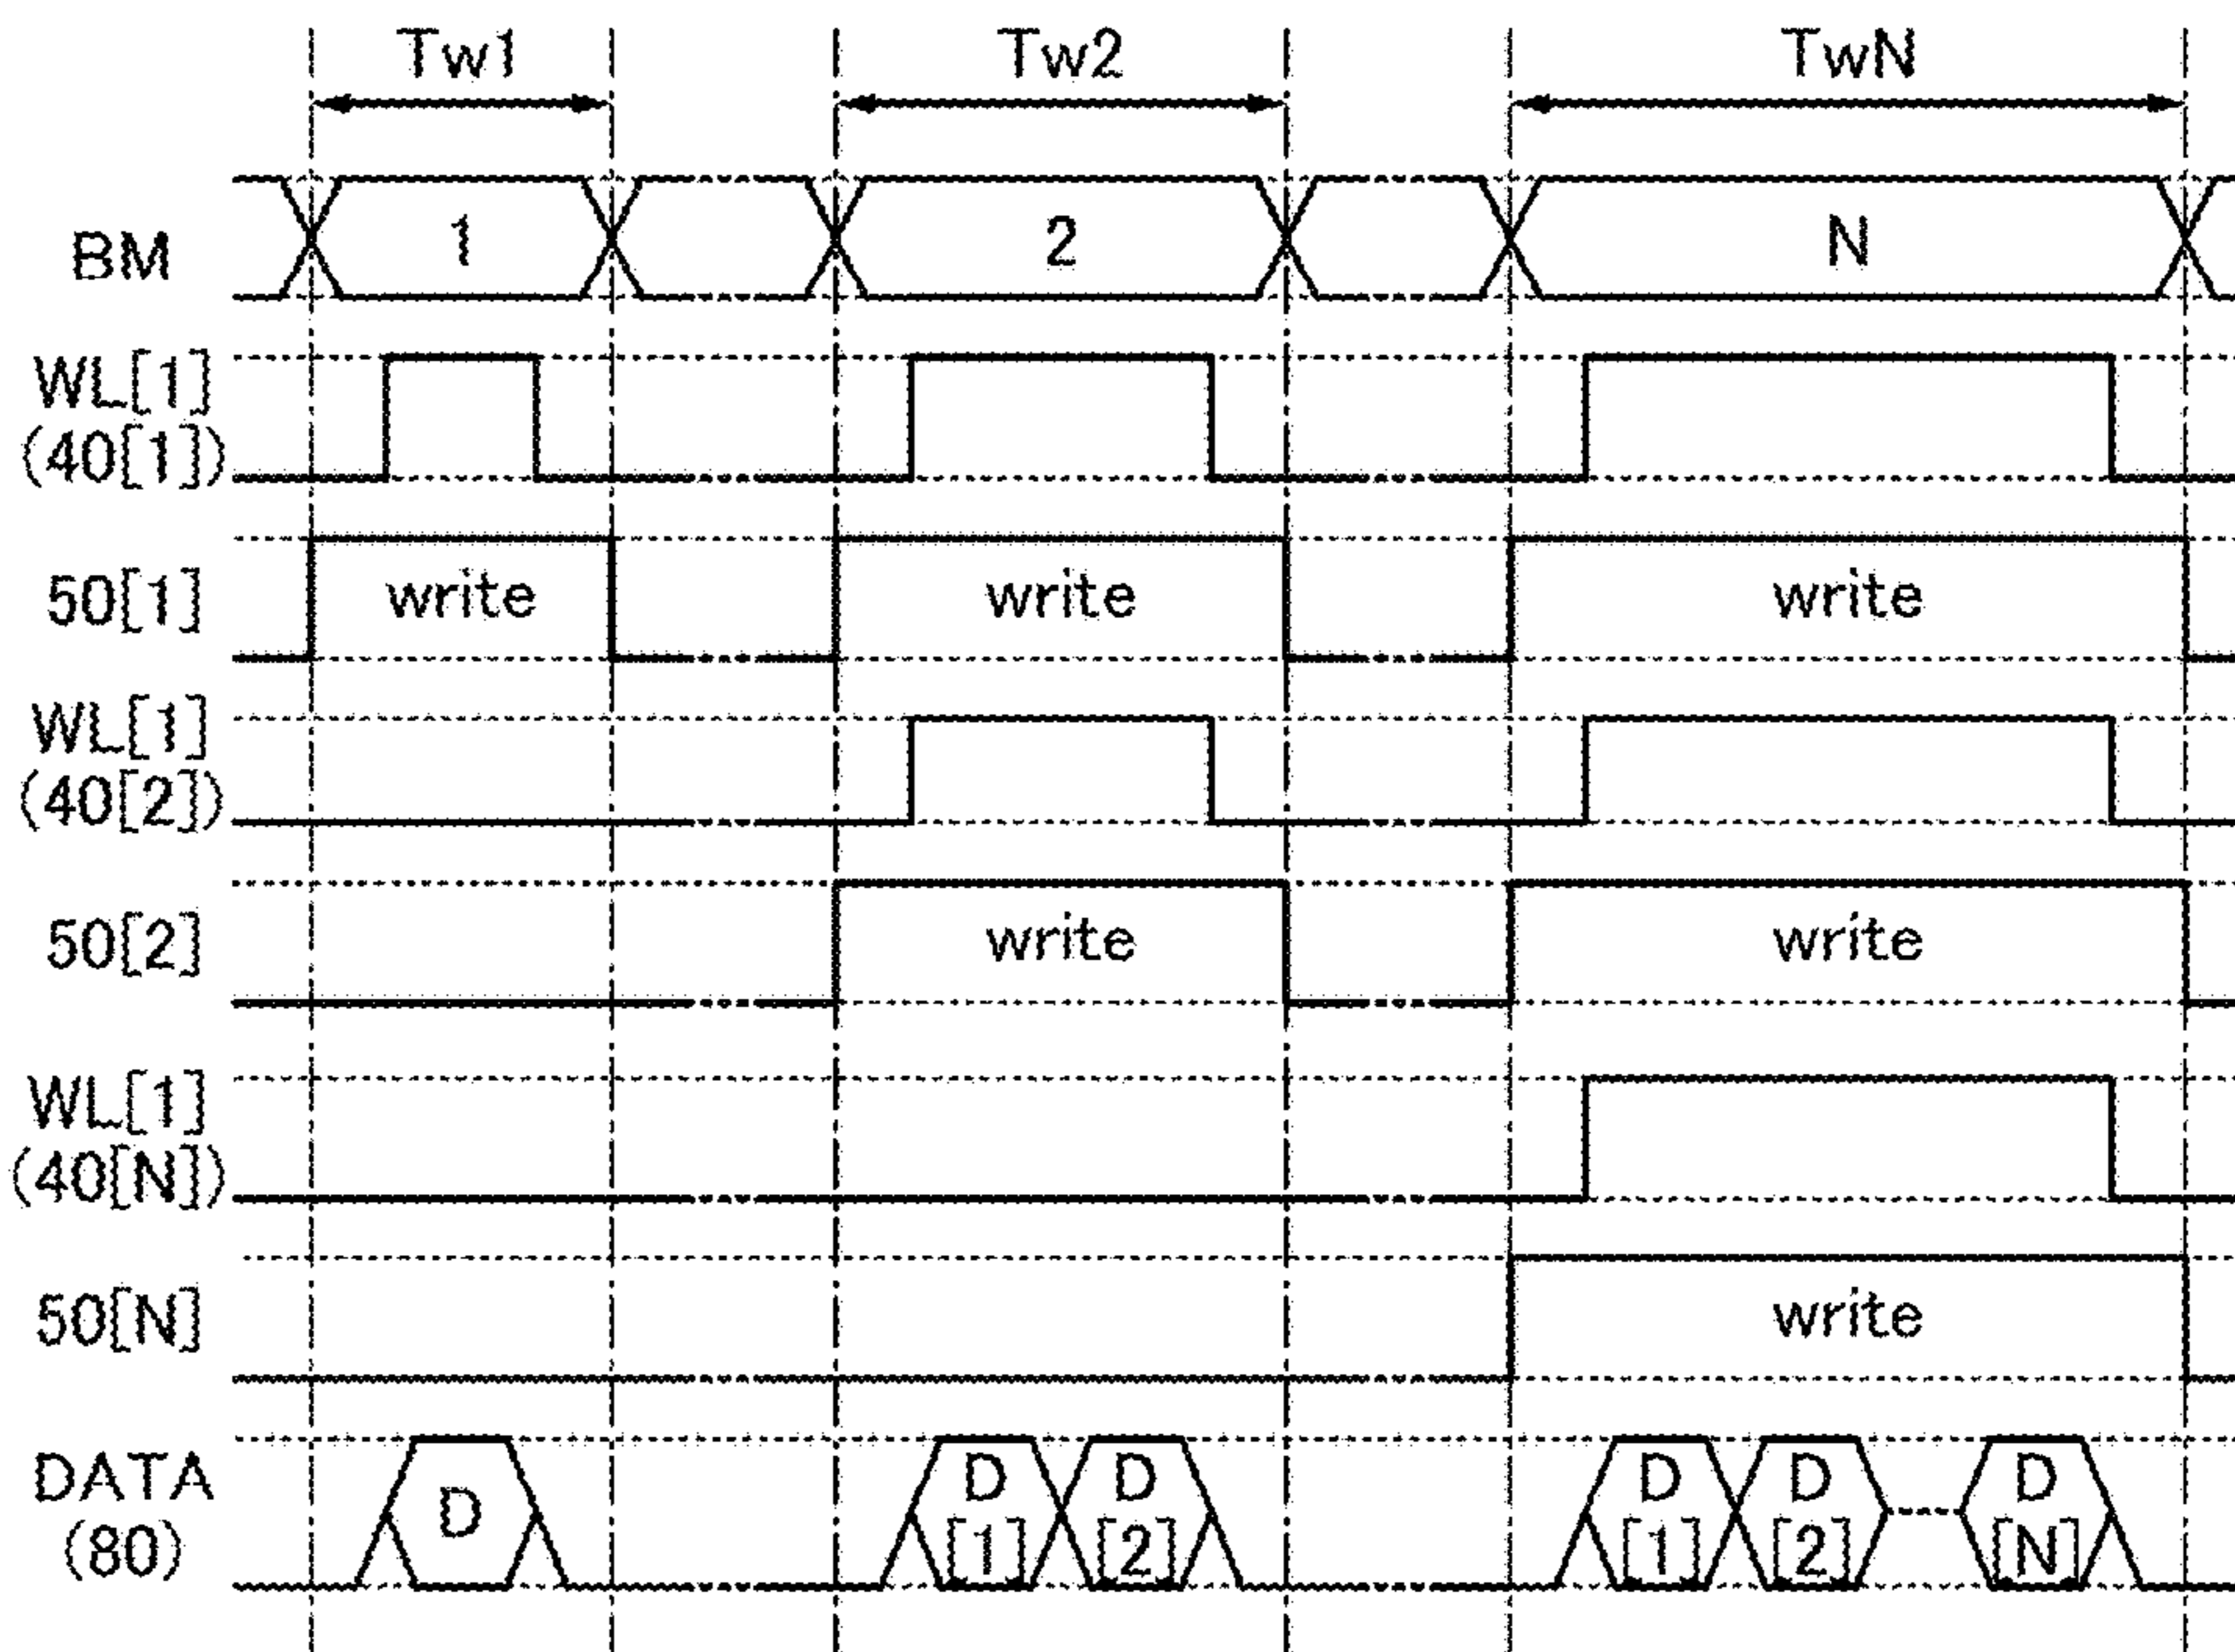 Tw1 Tw2 TwN
BM 1 2 N
WL[1]
(40[1])
50[1] write write write
WL[1]
(40[2])
50[2] write write
WL[1]
(40[N])
50[N] write
DATA
(80)
D
D
[1]
D
[2]
D
[1]
D
[2]
D
[N]